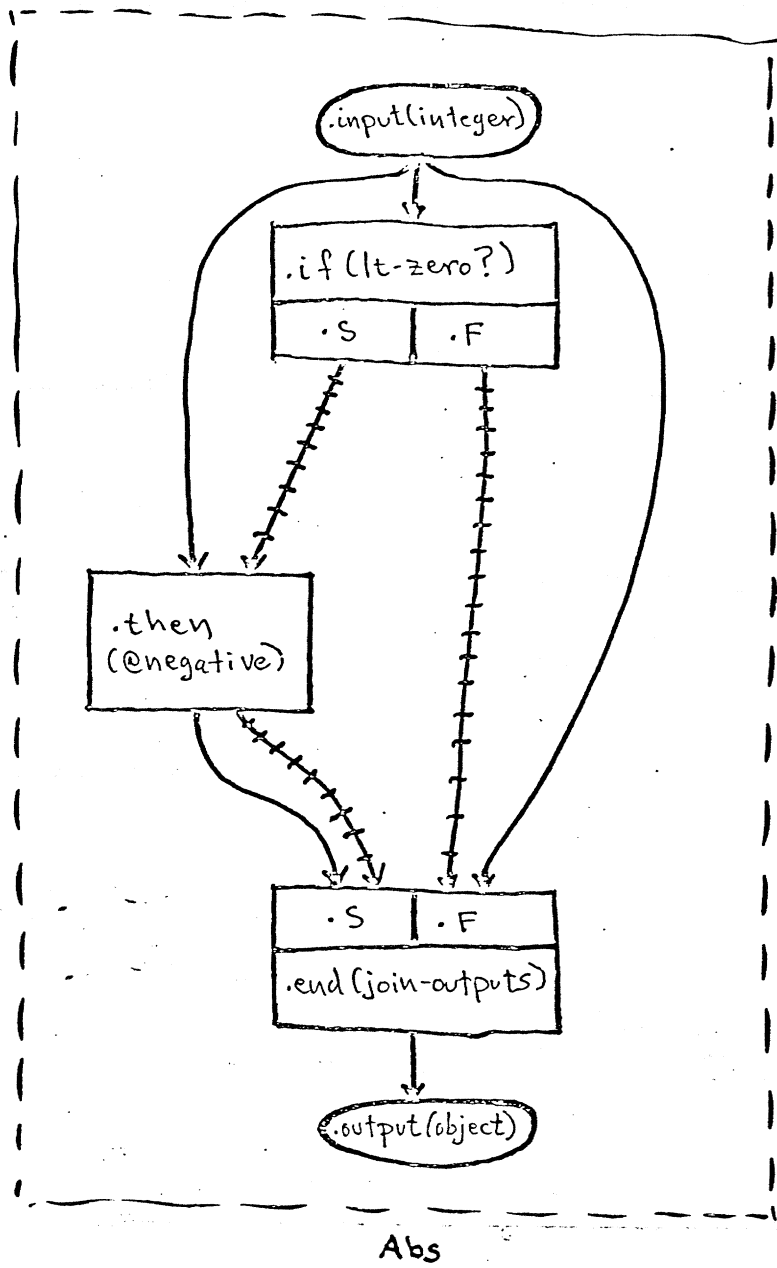 .input(integer)
.if(lt-zero?)
.S
.F
.then
(@negative)
.S
.F
.end(join-outputs)
.output(object)
Abs